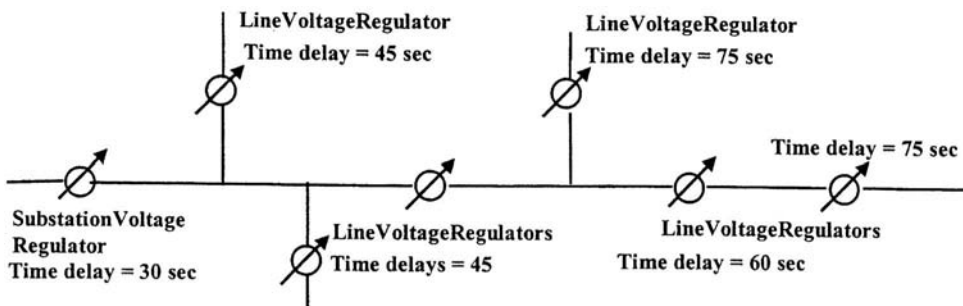 LineVoltageRegulator
Time delay = 45 sec
LineVoltageRegulator
Time delay = 75 sec
Time delay = 75 sec
SubstationVoltage
Regulator
Time delay = 30 sec
LineVoltageRegulators
Time delays = 45
LineVoltageRegulators
Time delay = 60 sec